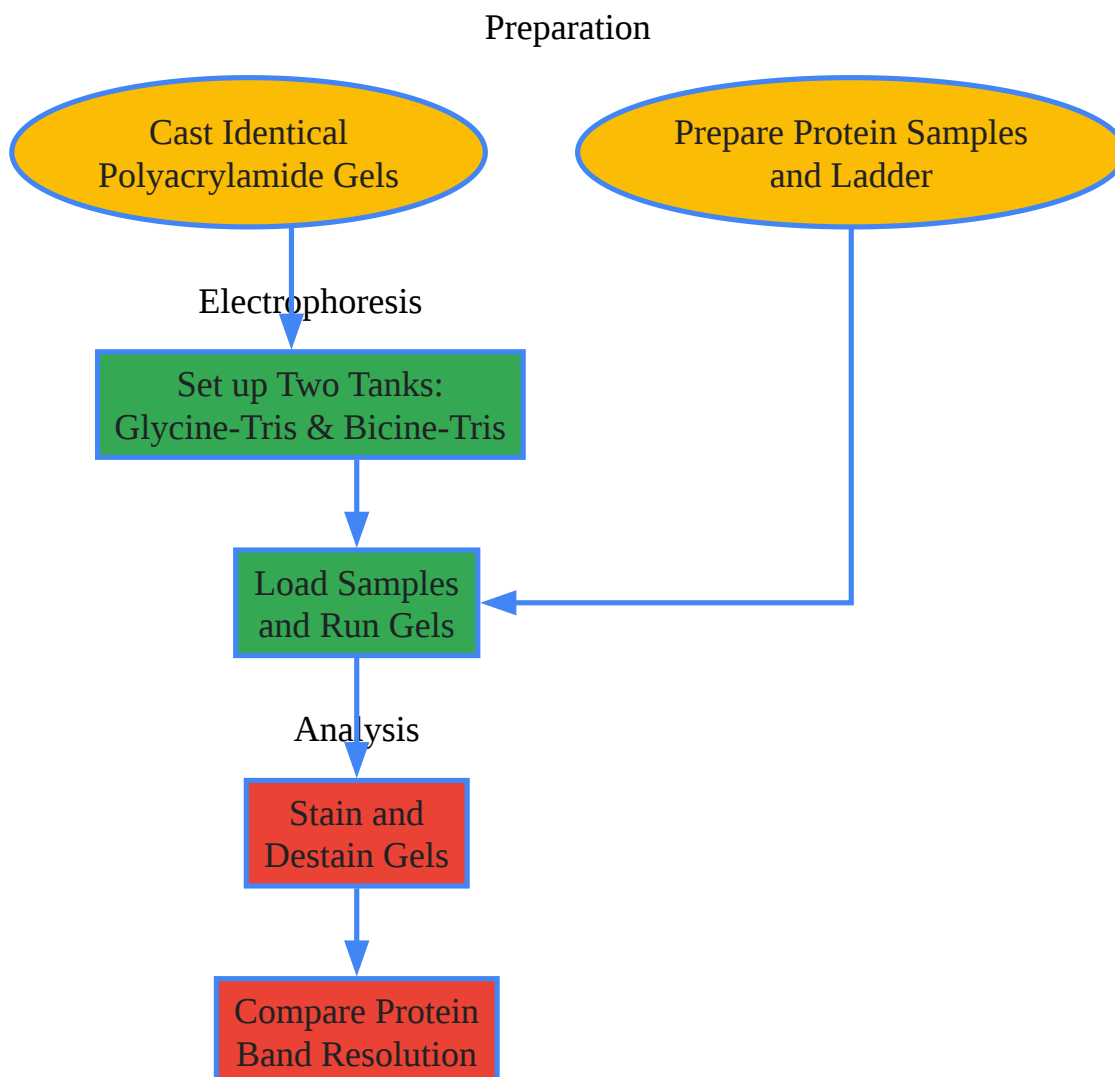 Preparation
Cast Identical
Polyacrylamide Gels
Prepare Protein Samples
and Ladder
Electrophoresis
Set up Two Tanks:
Glycine-Tris & Bicine-Tris
Load Samples
and Run Gels
Analysis
Stain and
Destain Gels
Compare Protein
Band Resolution